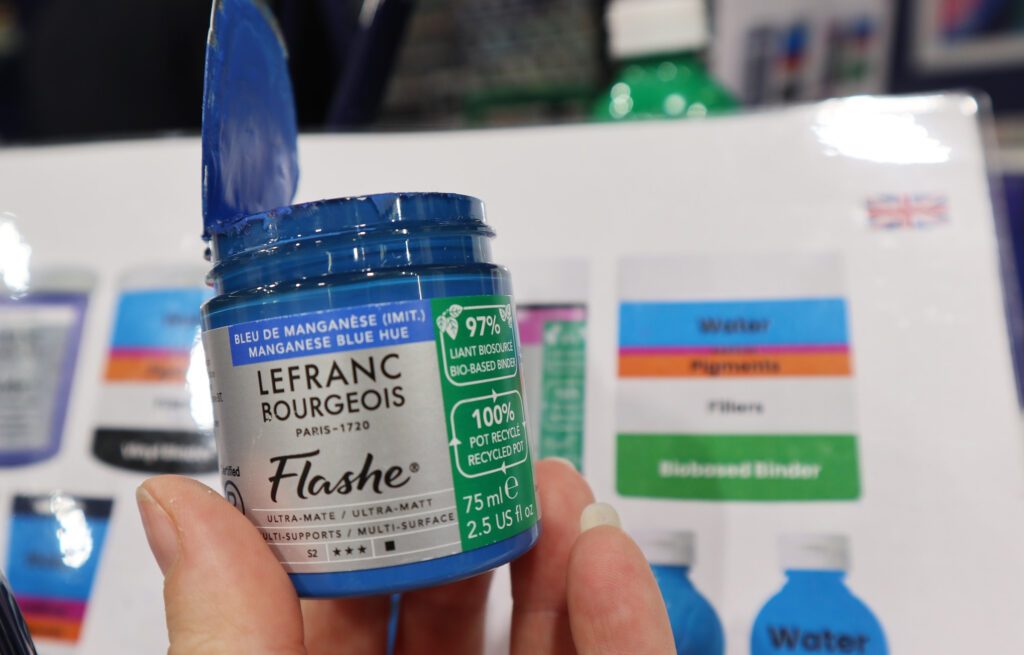 BLEU DE MANGANÈSE (IMIT.)
MANGANESE BLUE HUE
LEFRANC
BOURGEOIS
PARIS-1720
Flashe®
ULTRA-MATE / ULTRA-MATT
MULTI-SUPPORTS / MULTI-SURFACE
S2 ★★★ ■
97%
LIANT BIOSOURCÉ
BIO-BASED BINDER
100%
POT RECYCLÉ
RECYCLED POT
75 ml ℮
2.5 US fl oz
Water
Pigments
Fillers
Biobased Binder
Water